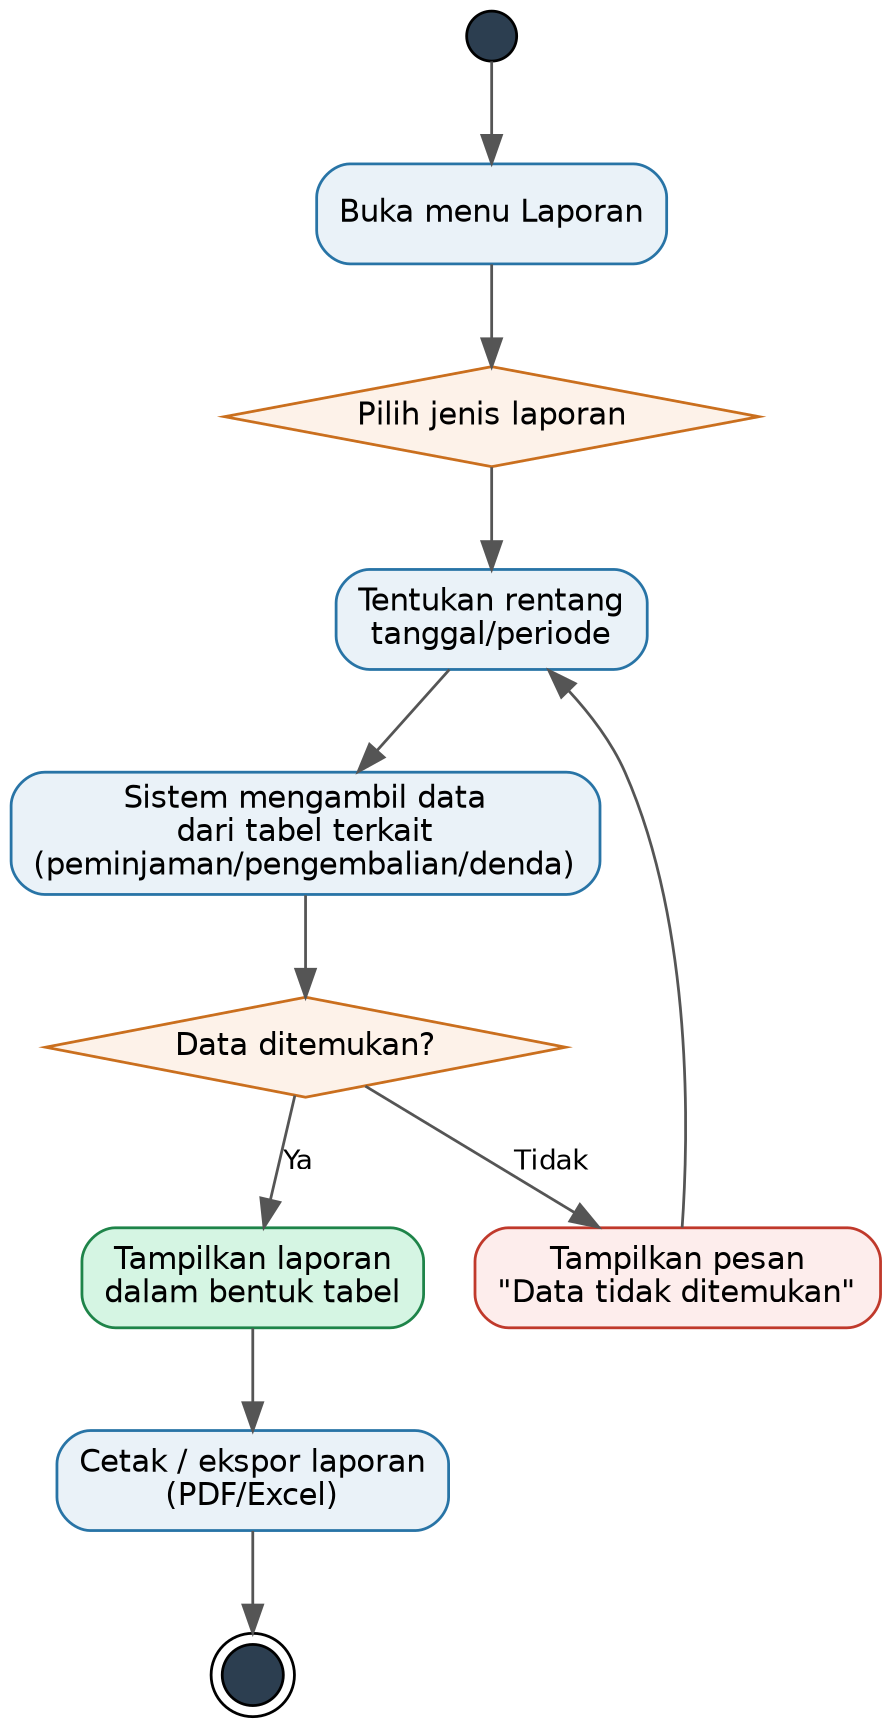 Buka menu Laporan
Pilih jenis laporan
Tentukan rentang
tanggal/periode
Sistem mengambil data
dari tabel terkait
(peminjaman/pengembalian/denda)
Data ditemukan?
Ya
Tidak
Tampilkan laporan
dalam bentuk tabel
Tampilkan pesan
"Data tidak ditemukan"
Cetak / ekspor laporan
(PDF/Excel)